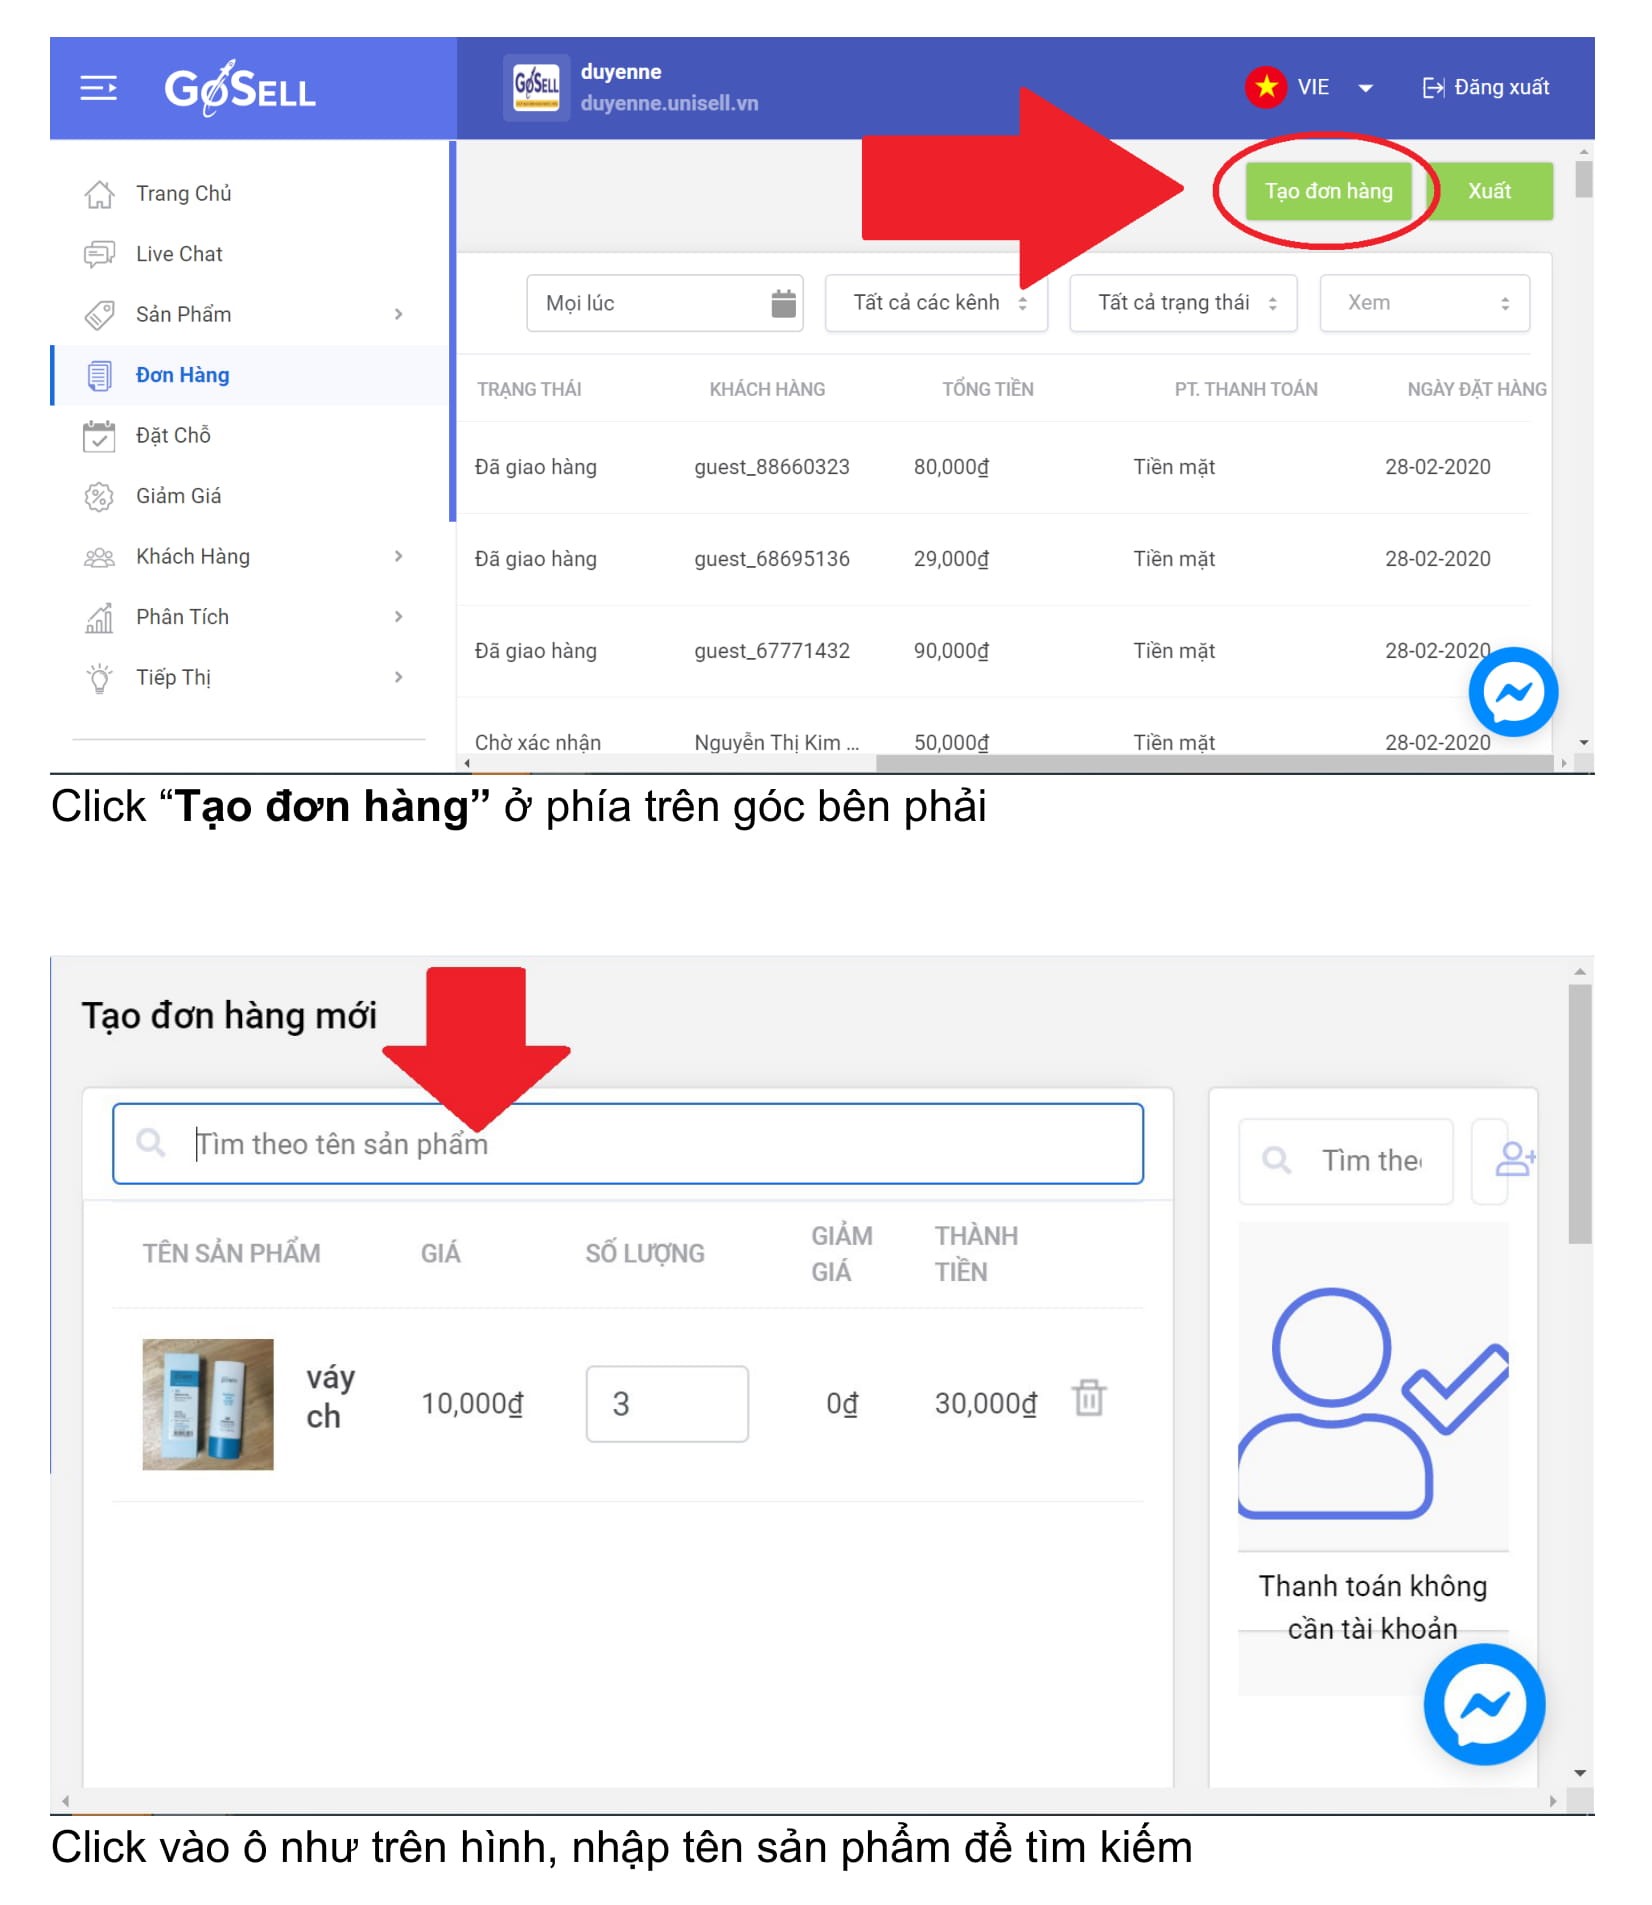 GoSELL
GoSELL
duyenne
duyenne.unisell.vn
VIE
Đăng xuất
Trang Chủ
Live Chat
Sản Phẩm
Đơn Hàng
Đặt Chỗ
Giảm Giá
Khách Hàng
Phân Tích
Tiếp Thị
Tạo đơn hàng
Xuất
Mọi lúc
Tất cả các kênh
Tất cả trạng thái
Xem
TRẠNG THÁI KHÁCH HÀNG TỔNG TIỀN PT. THANH TOÁN NGÀY ĐẶT HÀNG
Đã giao hàng guest_88660323 80,000₫ Tiền mặt 28-02-2020
Đã giao hàng guest_68695136 29,000₫ Tiền mặt 28-02-2020
Đã giao hàng guest_67771432 90,000₫ Tiền mặt 28-02-2020
Chờ xác nhận Nguyễn Thị Kim ... 50,000₫ Tiền mặt 28-02-2020
Click “Tạo đơn hàng” ở phía trên góc bên phải
Tạo đơn hàng mới
Tìm theo tên sản phẩm
TÊN SẢN PHẨM GIÁ SỐ LƯỢNG GIẢM GIÁ THÀNH TIỀN
váy
ch
10,000₫ 3 0₫ 30,000₫
Tìm the
Thanh toán không
cần tài khoản
Click vào ô như trên hình, nhập tên sản phẩm để tìm kiếm